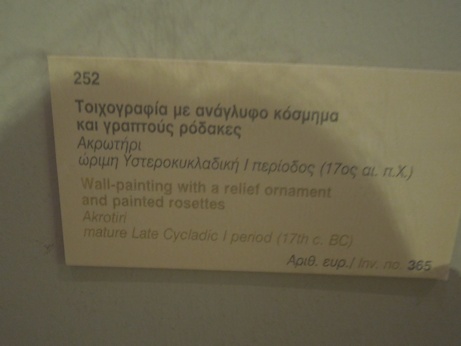 252
Τοιχογραφία με ανάγλυφο κόσμημα
και γραπτούς ρόδακες
Ακρωτήρι
ώριμη Υστεροκυκλαδική Ι περίοδος (17ος αι. π.Χ.)
Wall-painting with a relief ornament
and painted rosettes
Akrotiri
mature Late Cycladic I period (17th c. BC)
Αριθ. ευρ./ Inv. no. 365